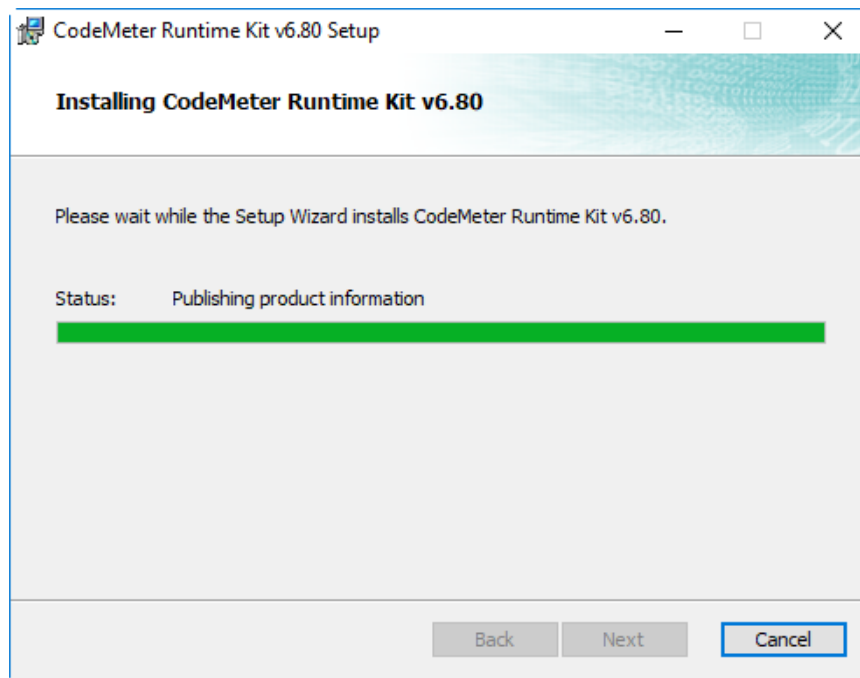 CodeMeter Runtime Kit v6.80 Setup
Installing CodeMeter Runtime Kit v6.80
Please wait while the Setup Wizard installs CodeMeter Runtime Kit v6.80.
Status: Publishing product information
Back Next Cancel